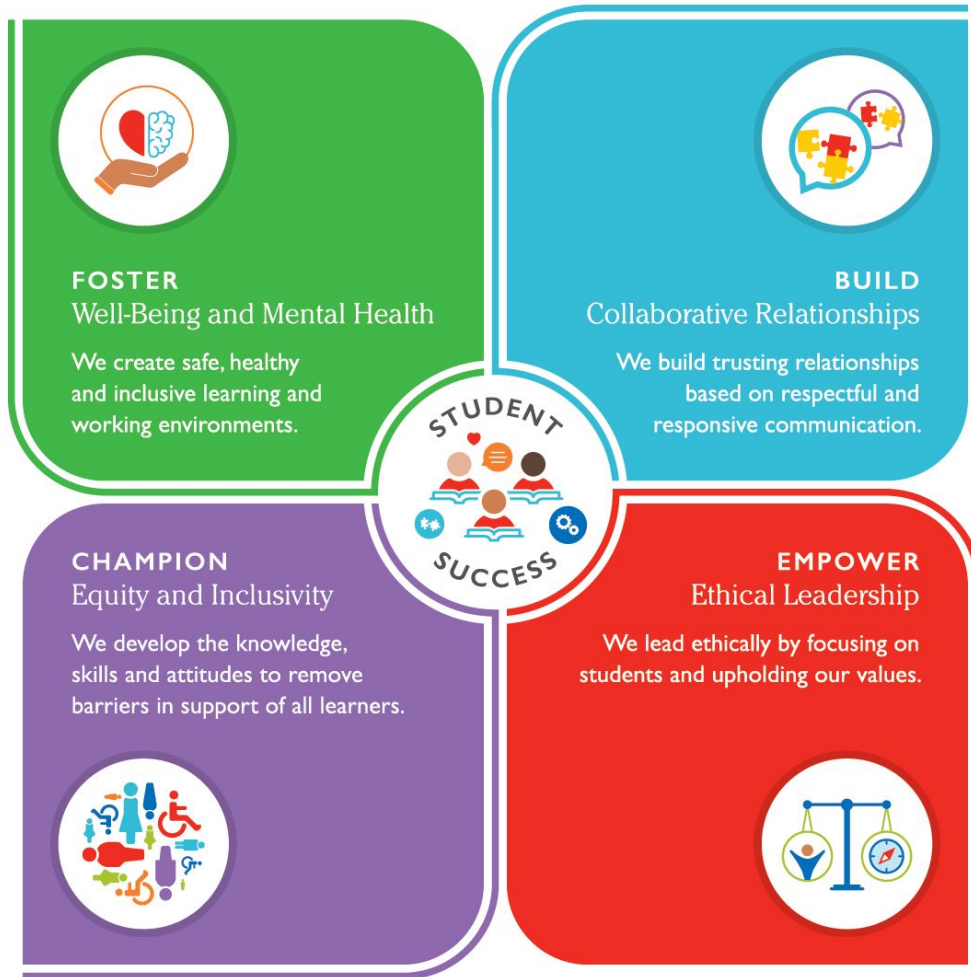 FOSTER
Well-Being and Mental Health
We create safe, healthy
and inclusive learning and
working environments.
BUILD
Collaborative Relationships
We build trusting relationships
based on respectful and
responsive communication.
STUDENT
SUCCESS
CHAMPION
Equity and Inclusivity
We develop the knowledge,
skills and attitudes to remove
barriers in support of all learners.
EMPOWER
Ethical Leadership
We lead ethically by focusing on
students and upholding our values.